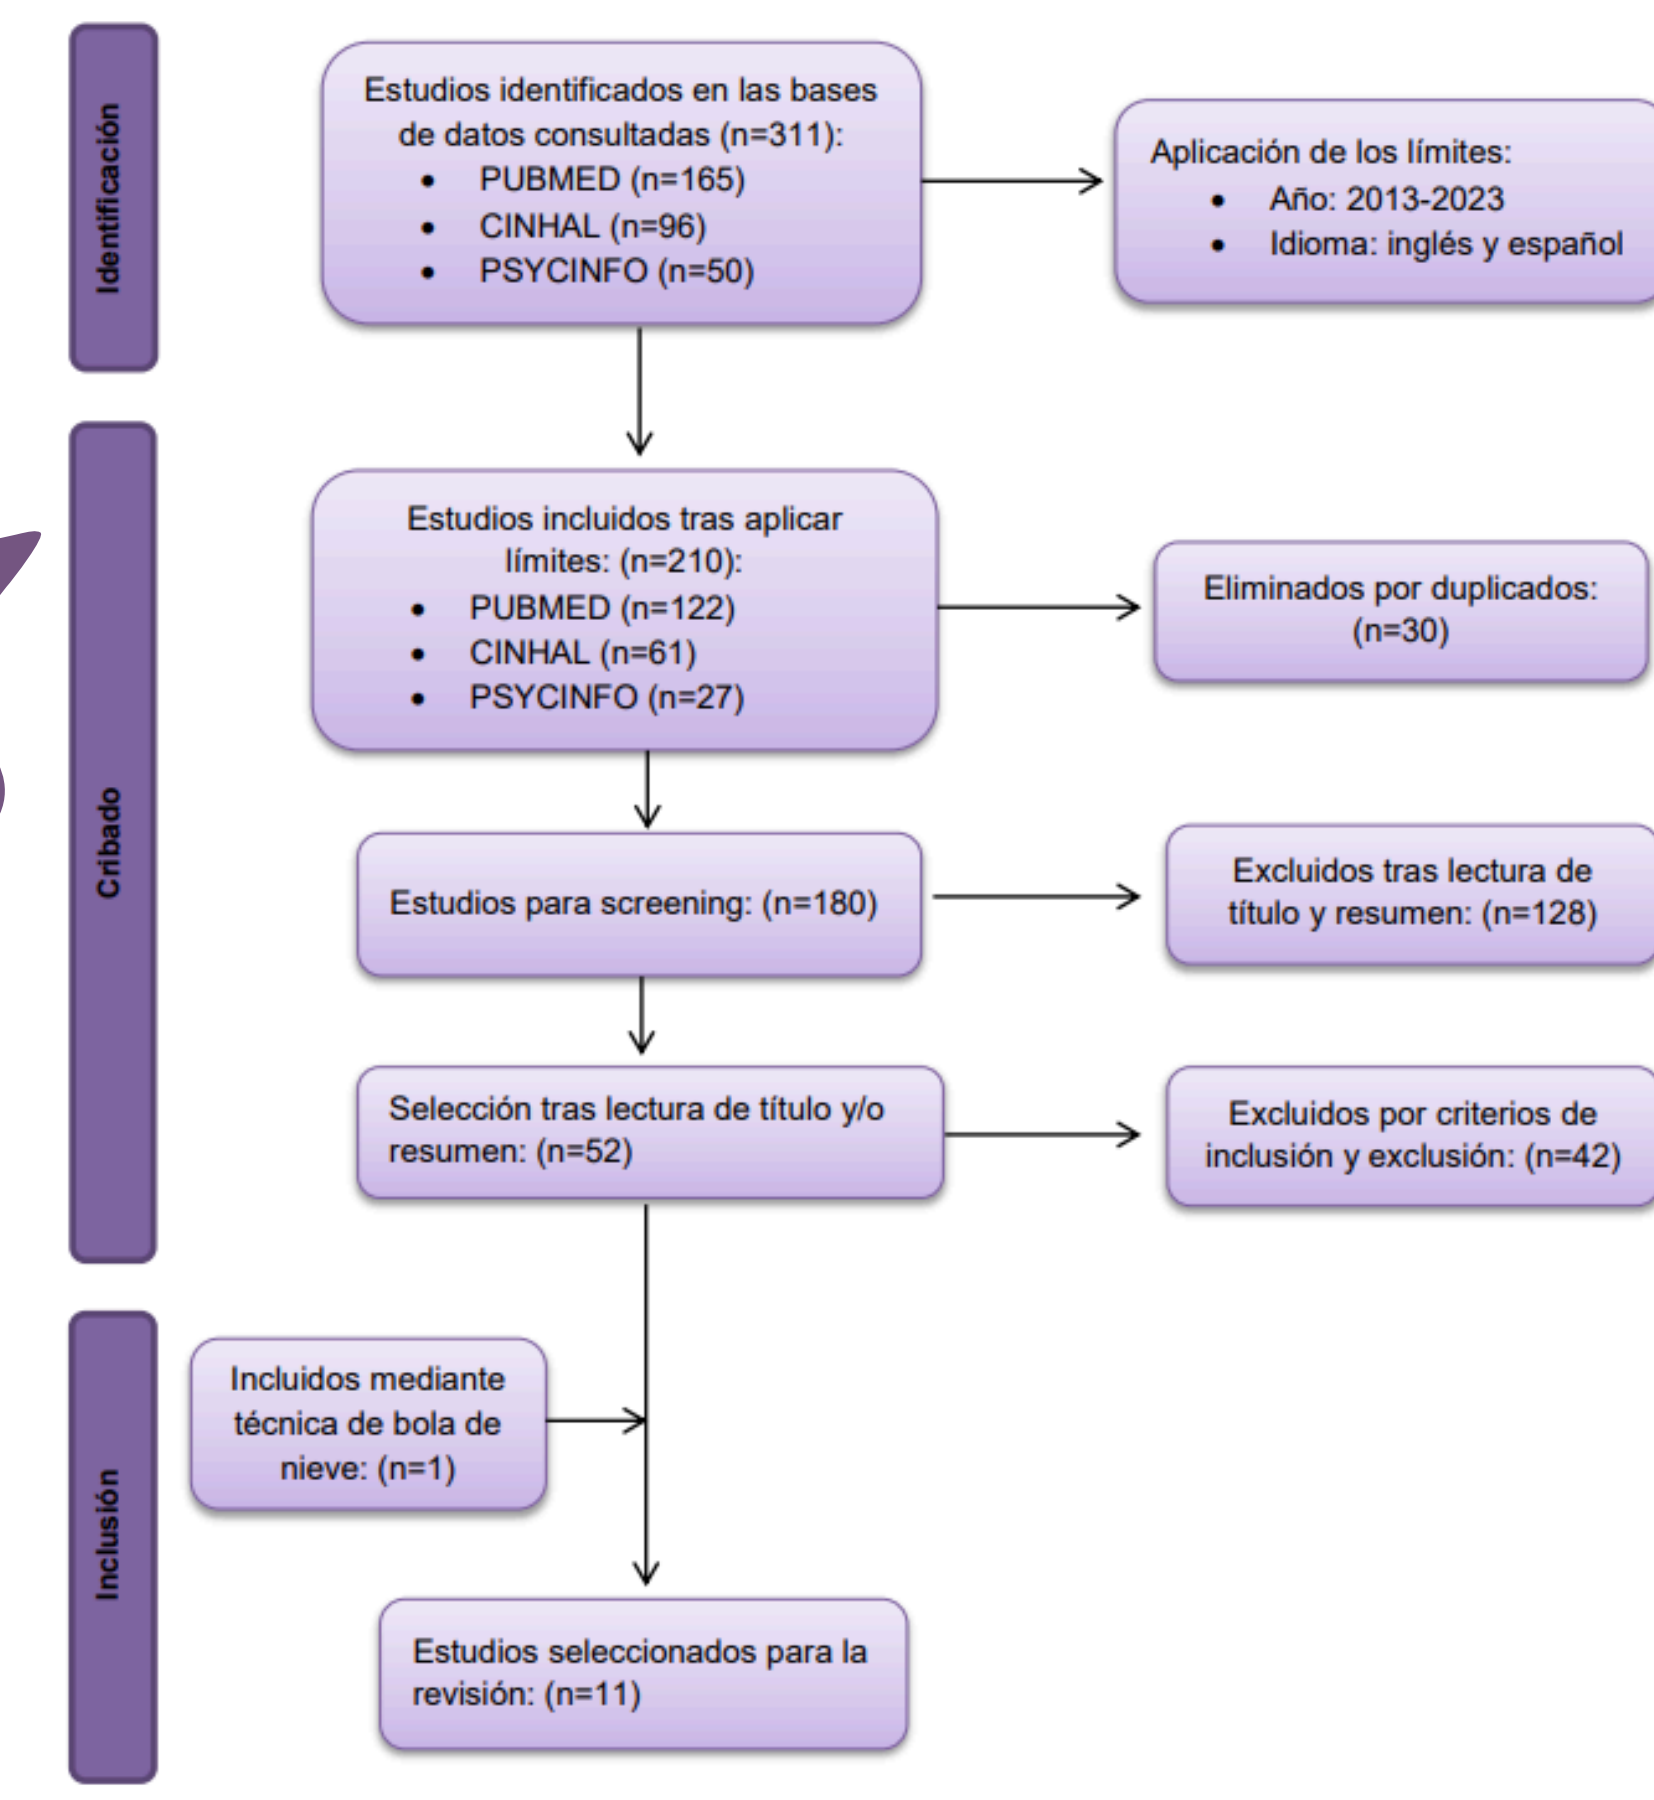 Identificación
Estudios identificados en las bases
de datos consultadas (n=311):
• PUBMED (n=165)
• CINHAL (n=96)
• PSYCINFO (n=50)
Aplicación de los límites:
• Año: 2013-2023
• Idioma: inglés y español
Cribado
Estudios incluidos tras aplicar
límites: (n=210):
• PUBMED (n=122)
• CINHAL (n=61)
• PSYCINFO (n=27)
Eliminados por duplicados:
(n=30)
Estudios para screening: (n=180)
Excluidos tras lectura de
título y resumen: (n=128)
Selección tras lectura de título y/o
resumen: (n=52)
Excluidos por criterios de
inclusión y exclusión: (n=42)
Inclusión
Incluidos mediante
técnica de bola de
nieve: (n=1)
Estudios seleccionados para la
revisión: (n=11)